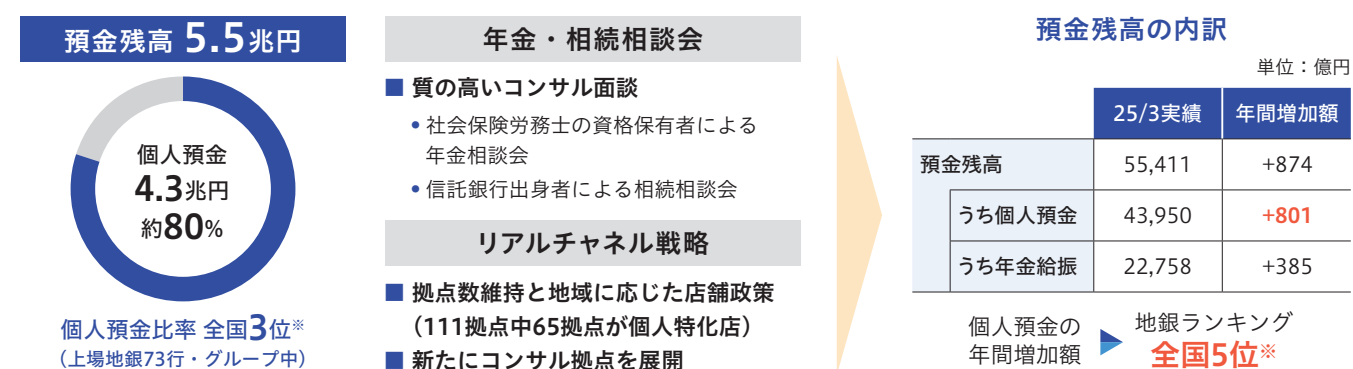 預金残高 5.5兆円
個人預金
4.3兆円
約80%
個人預金比率 全国3位※
（上場地銀73行・グループ中）
年金・相続相談会
■ 質の高いコンサル面談
• 社会保険労務士の資格保有者による
年金相談会
• 信託銀行出身者による相続相談会
リアルチャネル戦略
■ 拠点数維持と地域に応じた店舗政策
（111拠点中65拠点が個人特化店）
■ 新たにコンサル拠点を展開
預金残高の内訳
単位：億円
25/3実績 年間増加額
預金残高 55,411 +874
うち個人預金 43,950 +801
うち年金給振 22,758 +385
個人預金の
年間増加額
地銀ランキング
全国5位※